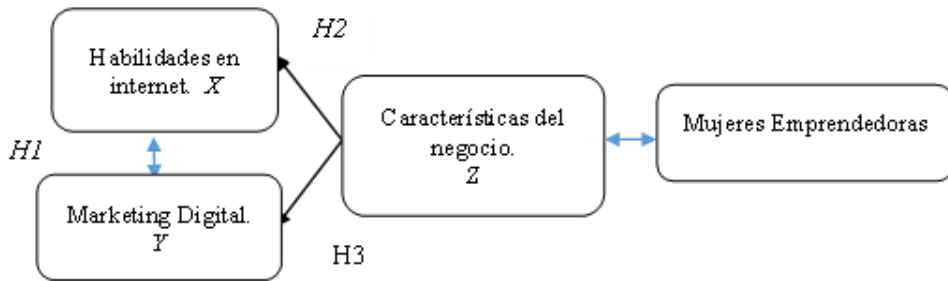 H2
Habilidades en
internet. X
Características del
negocio.
Z
Mujeres Emprendedoras
H1
Marketing Digital.
Y
H3